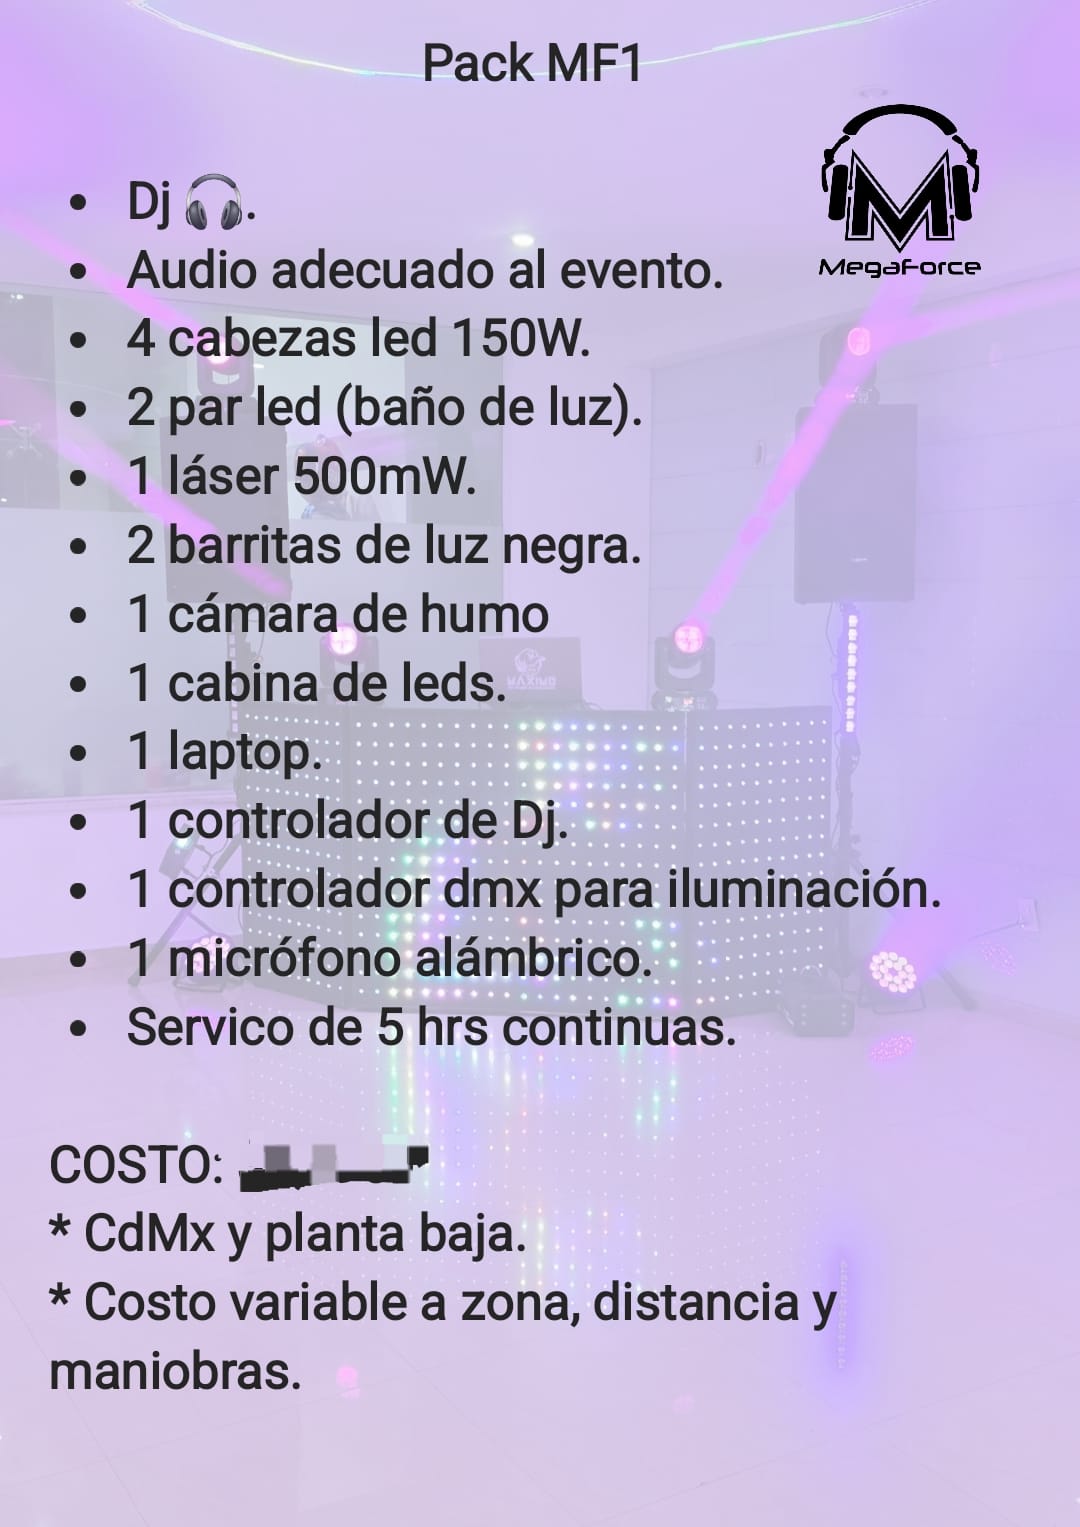 Pack MF1
MegaForce
• Dj 🎧.
• Audio adecuado al evento.
• 4 cabezas led 150W.
• 2 par led (baño de luz).
• 1 láser 500mW.
• 2 barritas de luz negra.
• 1 cámara de humo
• 1 cabina de leds.
MAXIMO
• 1 laptop.
• 1 controlador de Dj.
• 1 controlador dmx para iluminación.
• 1 micrófono alámbrico.
• Servico de 5 hrs continuas.
COSTO:
* CdMx y planta baja.
* Costo variable a zona, distancia y
maniobras.